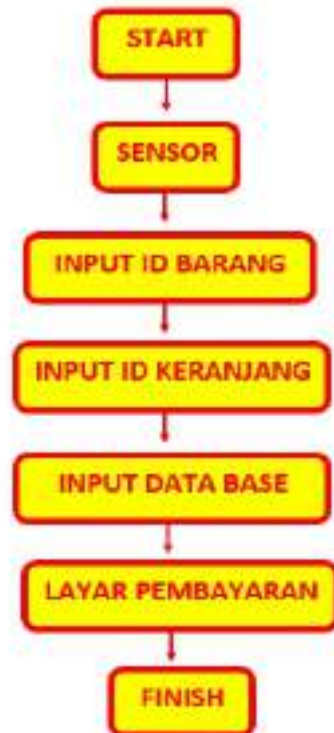 START
SENSOR
INPUT ID BARANG
INPUT ID KERANJANG
INPUT DATA BASE
LAYAR PEMBAYARAN
FINISH